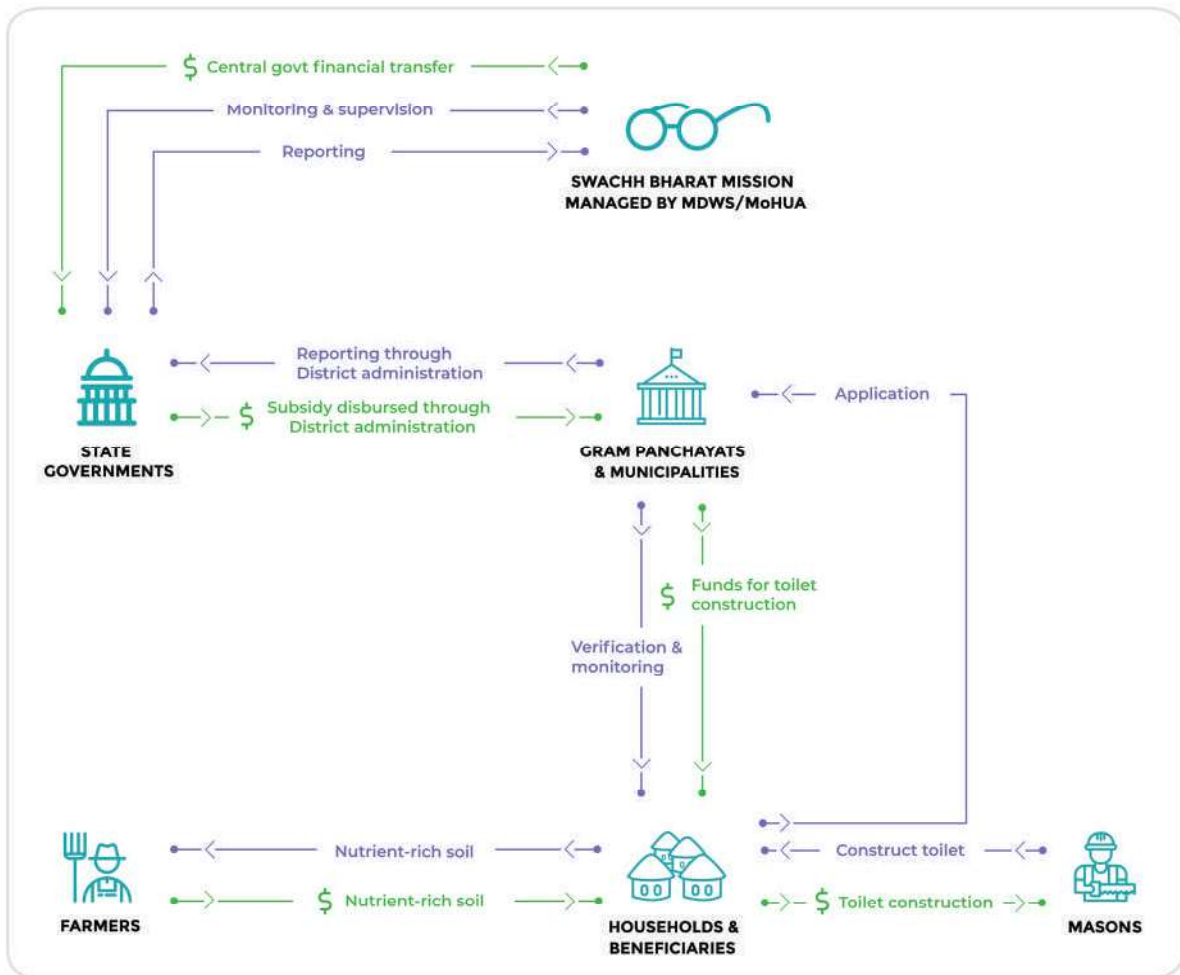 $ Central govt financial transfer
Monitoring & supervision
Reporting
SWACHH BHARAT MISSION
MANAGED BY MDWS/MoHUA
Reporting through
District administration
$ Subsidy disbursed through
District administration
Application
STATE
GOVERNMENTS
GRAM PANCHAYATS
& MUNICIPALITIES
$ Funds for toilet
construction
Verification &
monitoring
Nutrient-rich soil
Construct toilet
$ Nutrient-rich soil
$ Toilet construction
FARMERS
HOUSEHOLDS &
BENEFICIARIES
MASONS